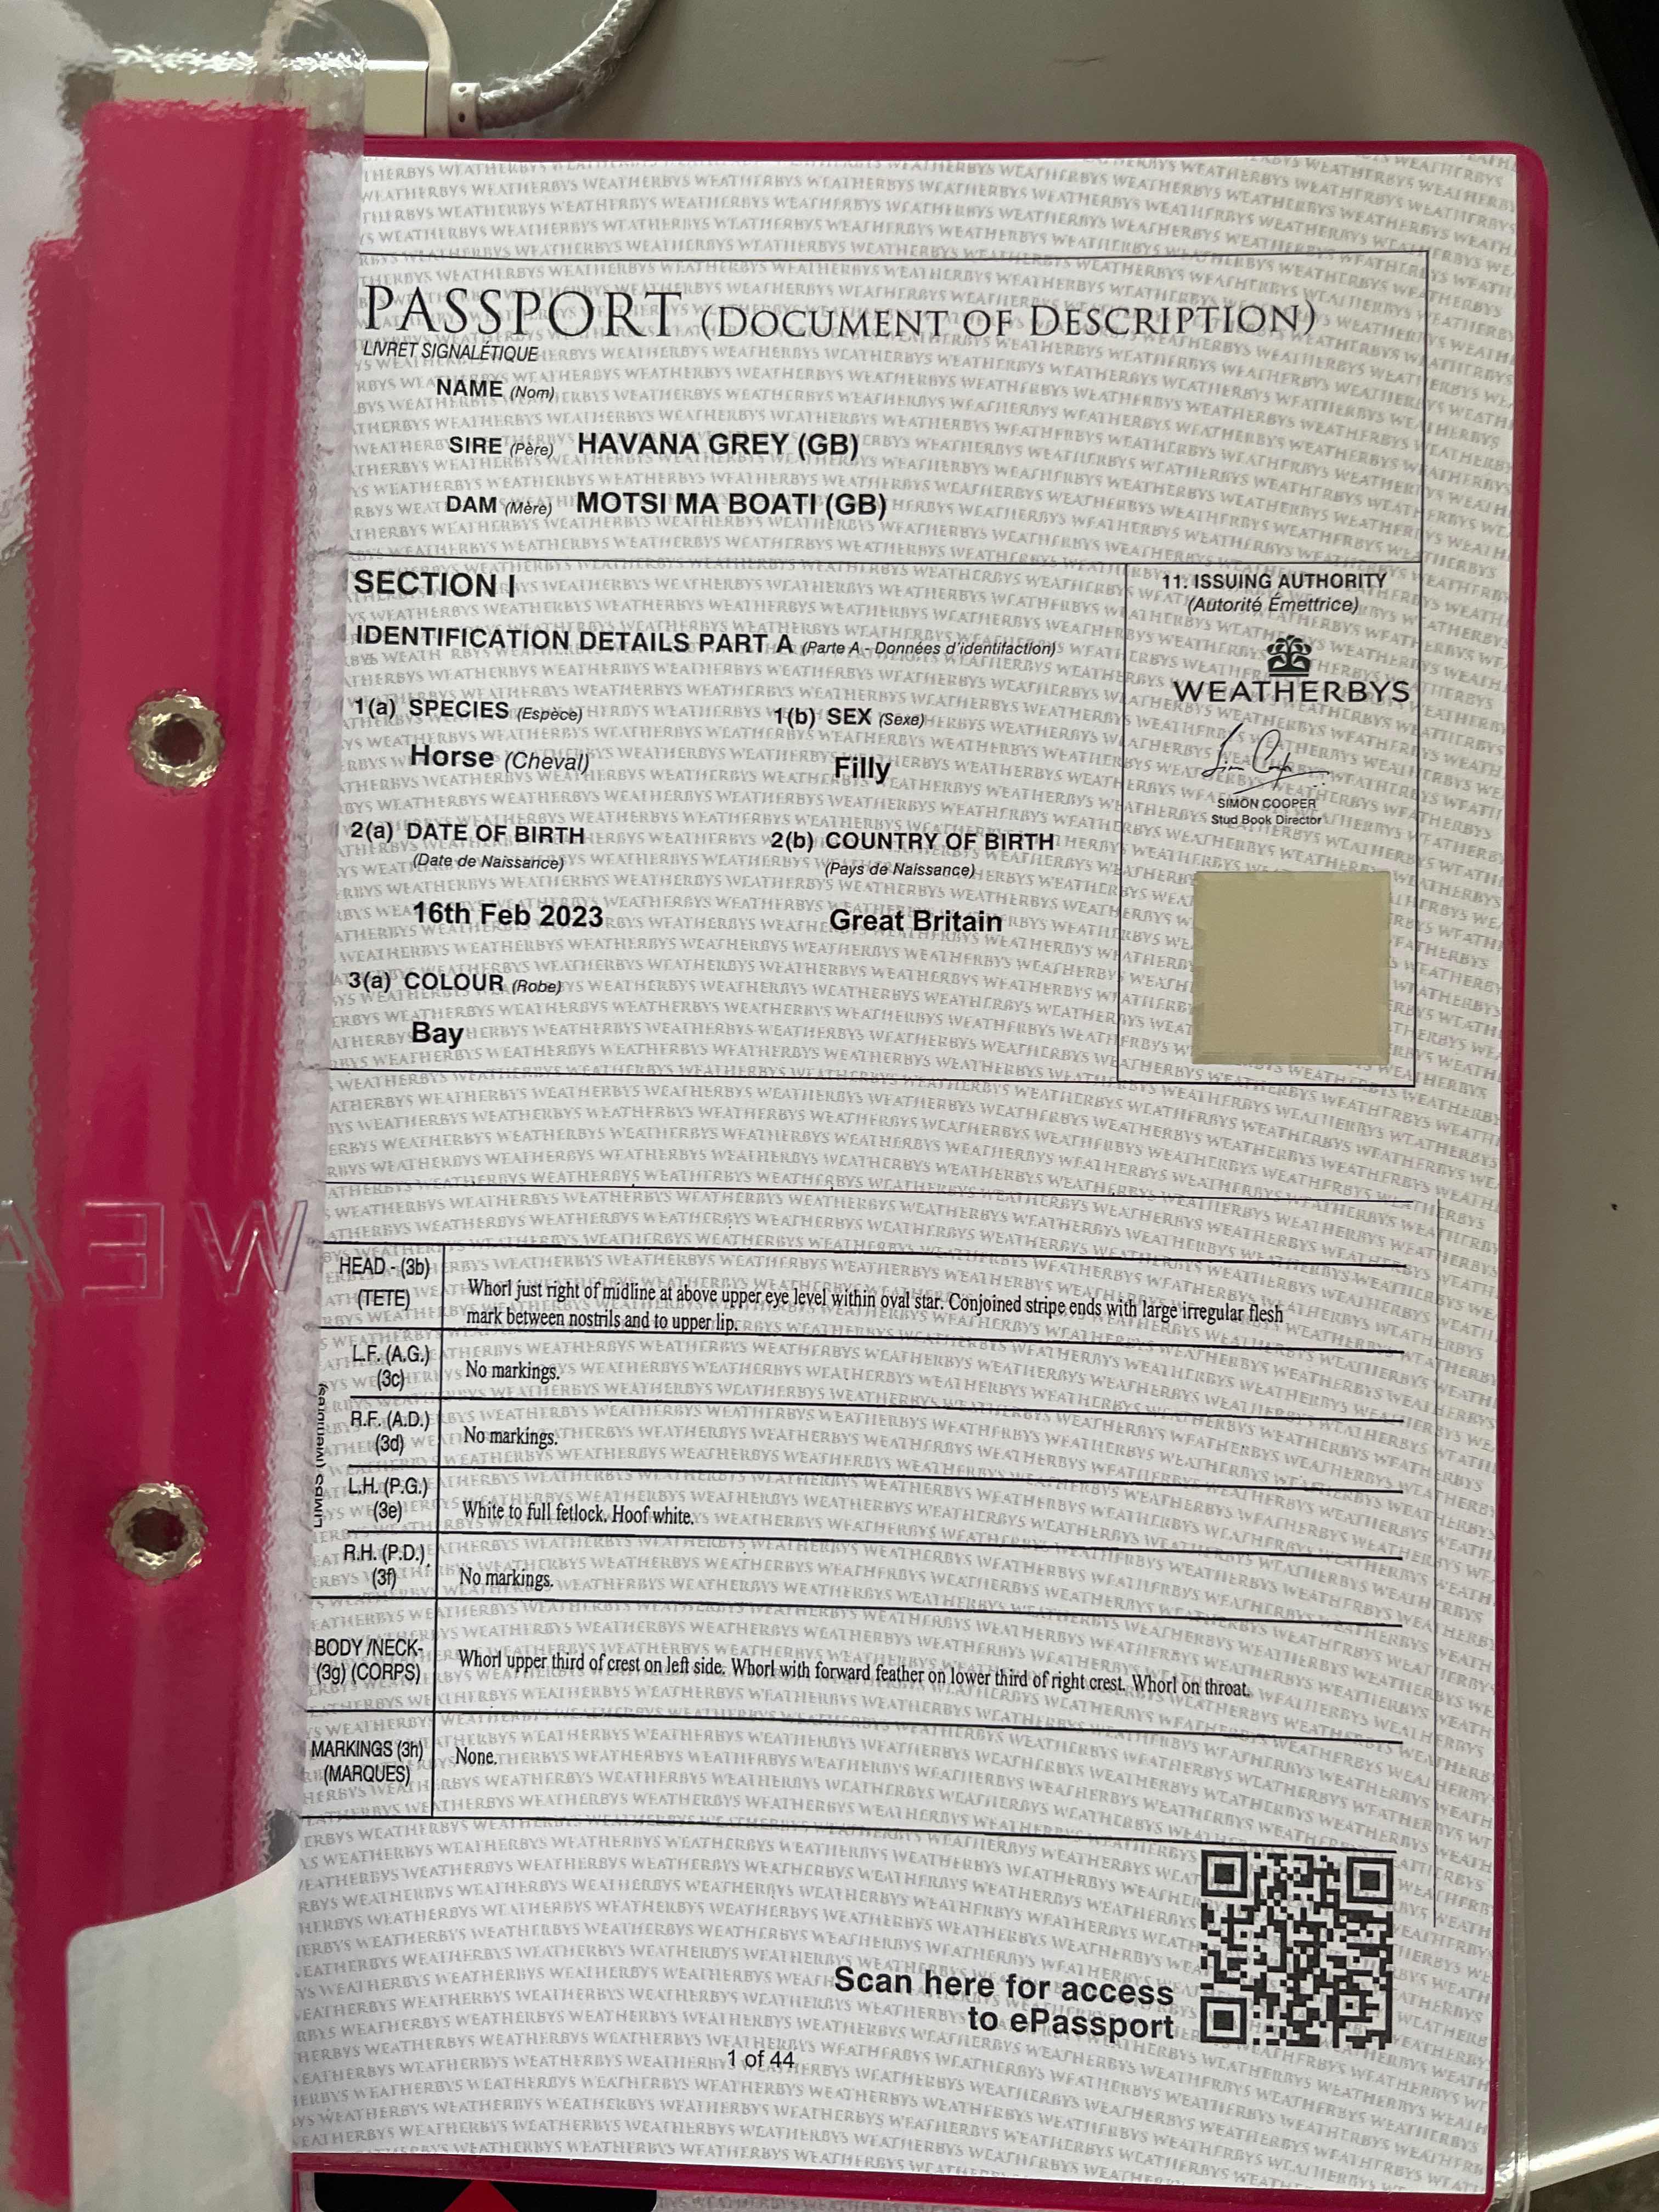 PASSPORT (DOCUMENT OF DESCRIPTION)
LIVRET SIGNALÉTIQUE
NAME (Nom)
SIRE (Père) HAVANA GREY (GB)
DAM (Mère) MOTSI MA BOATI (GB)
SECTION I
IDENTIFICATION DETAILS PART A (Parte A - Données d'identifaction)
1(a) SPECIES (Espèce) 1(b) SEX (Sexe)
Horse (Cheval) Filly
2(a) DATE OF BIRTH 2(b) COUNTRY OF BIRTH
(Date de Naissance) (Pays de Naissance)
16th Feb 2023 Great Britain
3(a) COLOUR (Robe)
Bay
11. ISSUING AUTHORITY
(Autorité Émettrice)
WEATHERBYS
SIMON COOPER
Stud Book Director
HEAD - (3b)
(TETE)
Whorl just right of midline at above upper eye level within oval star. Conjoined stripe ends with large irregular flesh
mark between nostrils and to upper lip.
LIMBS (Membres)
L.F. (A.G.)
(3c)
No markings.
R.F. (A.D.)
(3d)
No markings.
L.H. (P.G.)
(3e)
White to full fetlock. Hoof white.
R.H. (P.D.)
(3f)
No markings.
BODY /NECK-
(3g) (CORPS)
Whorl upper third of crest on left side. Whorl with forward feather on lower third of right crest. Whorl on throat.
MARKINGS (3h)
(MARQUES)
None.
Scan here for access
to ePassport
1 of 44
WEA